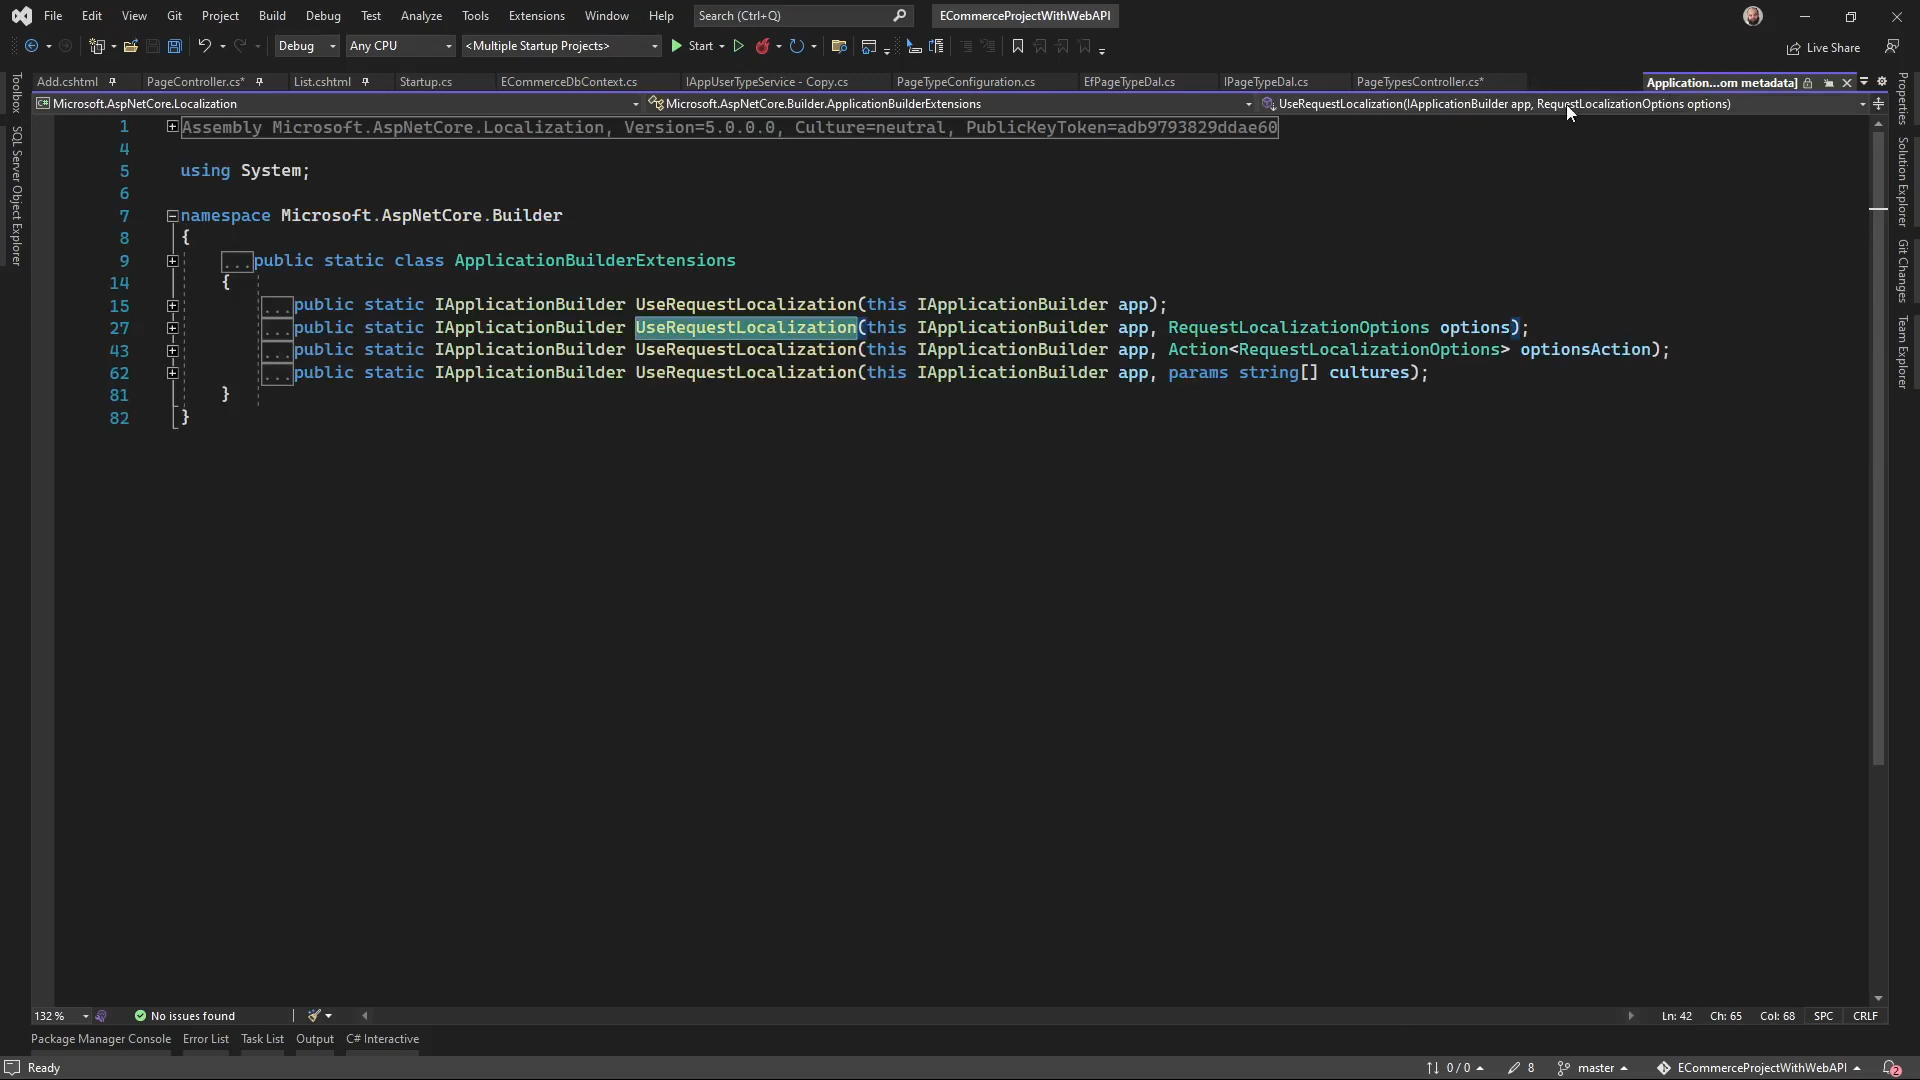 File Edit View Git Project Build Debug Test Analyze Tools Extensions Window Help Search (Ctrl+Q) ECommerceProjectWithWebAPI
Debug Any CPU <Multiple Startup Projects> Start Live Share
Add.cshtml PageController.cs* List.cshtml Startup.cs ECommerceDbContext.cs IAppUserTypeService - Copy.cs PageTypeConfiguration.cs EfPageTypeDal.cs IPageTypeDal.cs PageTypesController.cs* Application...om metadata]
Microsoft.AspNetCore.Localization Microsoft.AspNetCore.Builder.ApplicationBuilderExtensions UseRequestLocalization(IApplicationBuilder app, RequestLocalizationOptions options)
Toolbox
SQL Server Object Explorer
1 Assembly Microsoft.AspNetCore.Localization, Version=5.0.0.0, Culture=neutral, PublicKeyToken=adb9793829ddae60
4
5 using System;
6
7 namespace Microsoft.AspNetCore.Builder
8 {
9 ...public static class ApplicationBuilderExtensions
14 {
15 ...public static IApplicationBuilder UseRequestLocalization(this IApplicationBuilder app);
27 ...public static IApplicationBuilder UseRequestLocalization(this IApplicationBuilder app, RequestLocalizationOptions options);
43 ...public static IApplicationBuilder UseRequestLocalization(this IApplicationBuilder app, Action<RequestLocalizationOptions> optionsAction);
62 ...public static IApplicationBuilder UseRequestLocalization(this IApplicationBuilder app, params string[] cultures);
81 }
82 }
Properties
Solution Explorer
Git Changes
Team Explorer
132 % No issues found Ln: 42 Ch: 65 Col: 68 SPC CRLF
Package Manager Console Error List Task List Output C# Interactive
Ready 0 / 0 8 master ECommerceProjectWithWebAPI 2